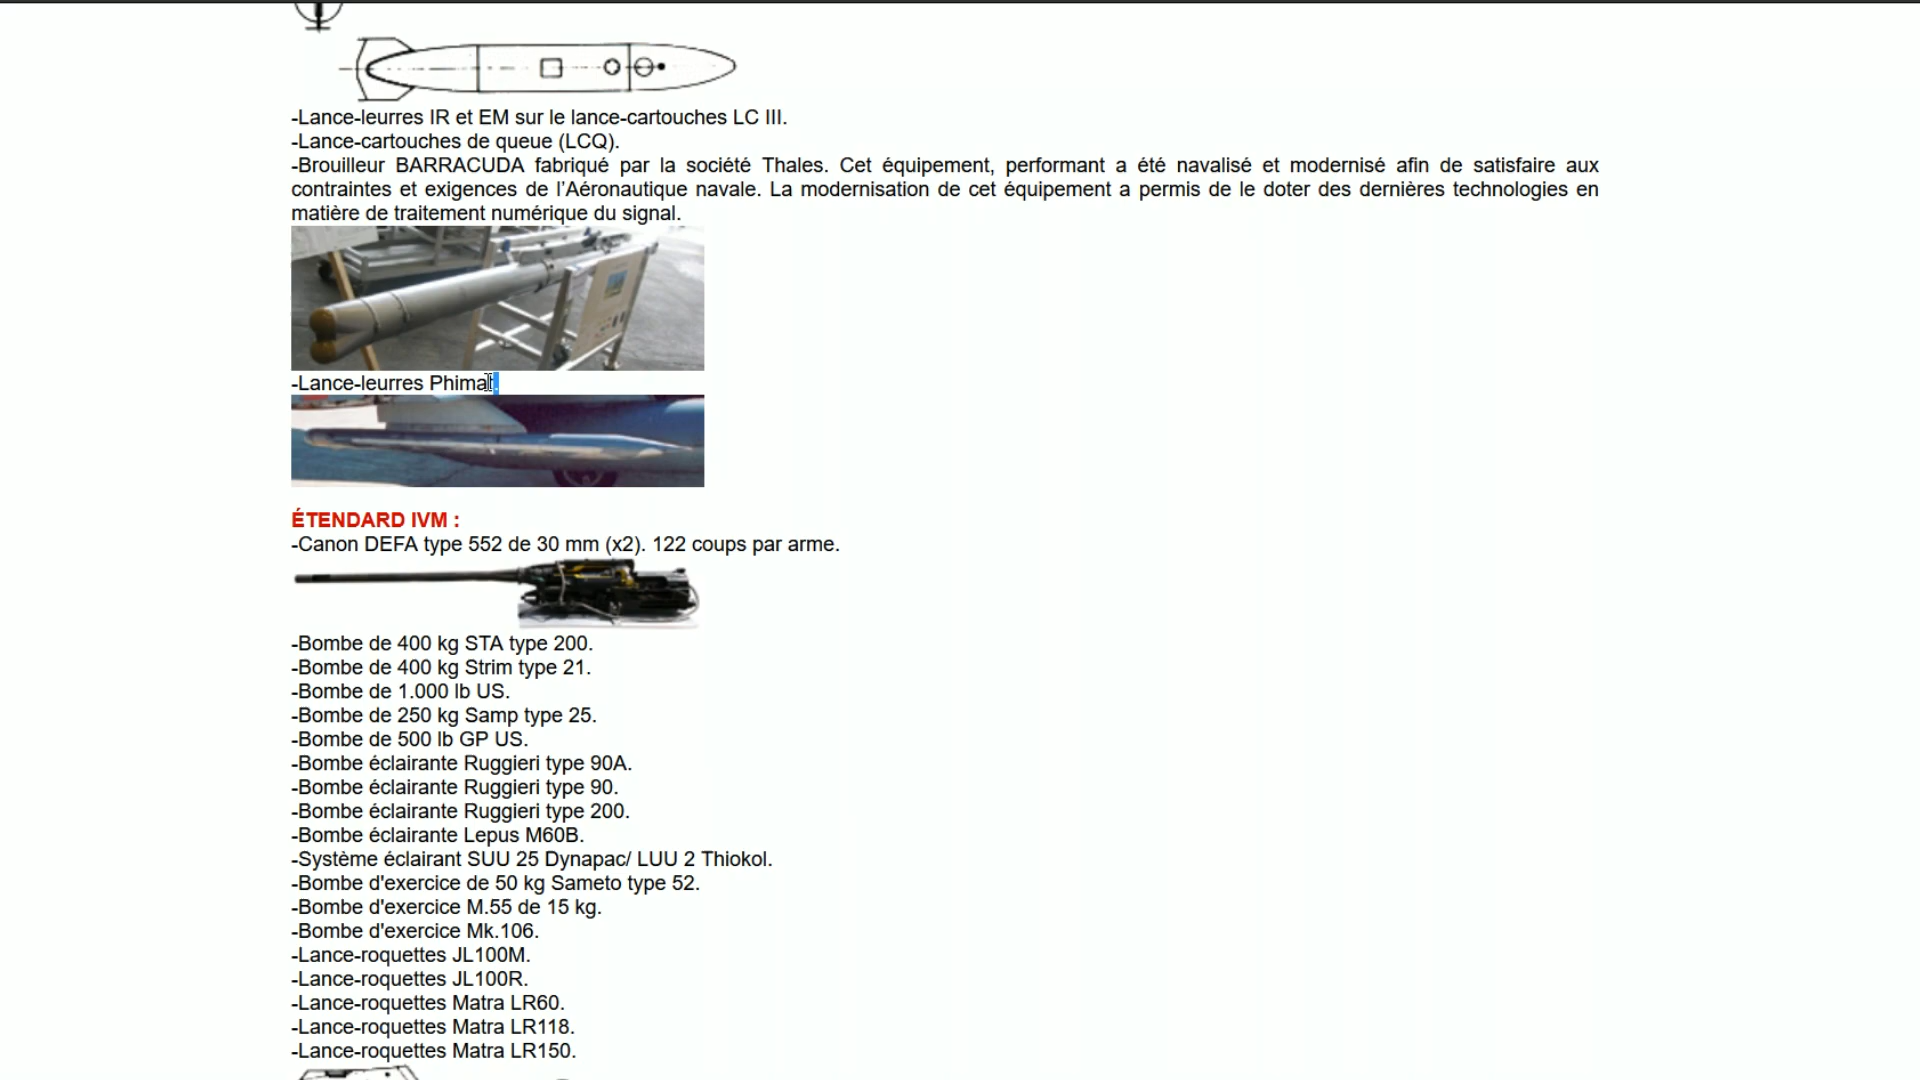 -Lance-leurres IR et EM sur le lance-cartouches LC III.
-Lance-cartouches de queue (LCQ).
-Brouilleur BARRACUDA fabriqué par la société Thales. Cet équipement, performant a été navalisé et modernisé afin de satisfaire aux
contraintes et exigences de l’Aéronautique navale. La modernisation de cet équipement a permis de le doter des dernières technologies en
matière de traitement numérique du signal.
-Lance-leurres Phimat.
ÉTENDARD IVM :
-Canon DEFA type 552 de 30 mm (x2). 122 coups par arme.
-Bombe de 400 kg STA type 200.
-Bombe de 400 kg Strim type 21.
-Bombe de 1.000 lb US.
-Bombe de 250 kg Samp type 25.
-Bombe de 500 lb GP US.
-Bombe éclairante Ruggieri type 90A.
-Bombe éclairante Ruggieri type 90.
-Bombe éclairante Ruggieri type 200.
-Bombe éclairante Lepus M60B.
-Système éclairant SUU 25 Dynapac/ LUU 2 Thiokol.
-Bombe d'exercice de 50 kg Sameto type 52.
-Bombe d'exercice M.55 de 15 kg.
-Bombe d'exercice Mk.106.
-Lance-roquettes JL100M.
-Lance-roquettes JL100R.
-Lance-roquettes Matra LR60.
-Lance-roquettes Matra LR118.
-Lance-roquettes Matra LR150.